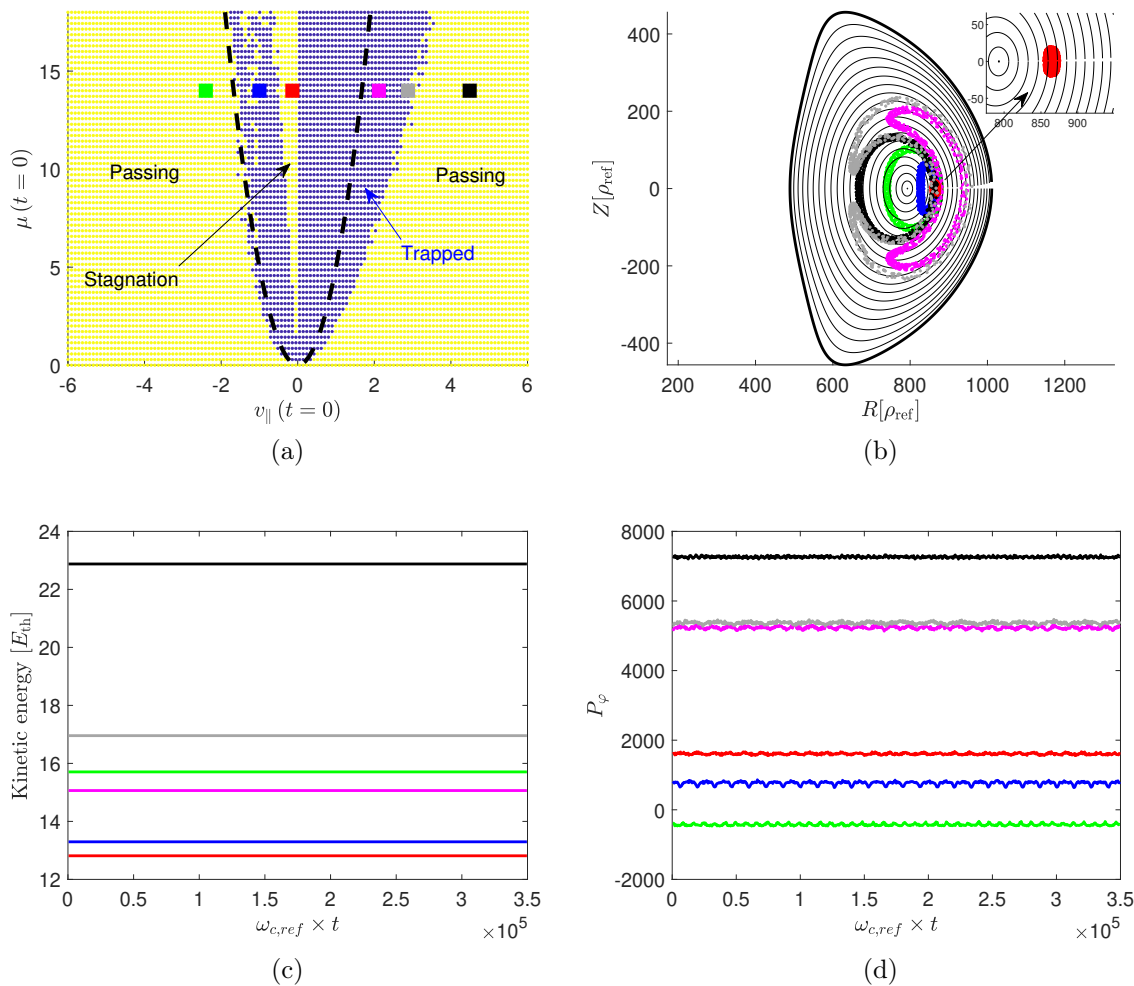 15
10
5
0
μ (t = 0)
Passing
Passing
Stagnation
Trapped
-6 -4 -2 0 2 4 6
v∥ (t = 0)
(a)
400
200
0
-200
-400
Z[ρref]
50
0
-50
800 860 900
200 400 600 800 1000 1200
R[ρref]
(b)
24
22
20
18
16
14
12
Kinetic energy [Eth]
0 0.5 1 1.5 2 2.5 3 3.5
×10⁵
ωc,ref × t
(c)
8000
6000
4000
2000
0
-2000
Pφ
0 0.5 1 1.5 2 2.5 3 3.5
×10⁵
ωc,ref × t
(d)